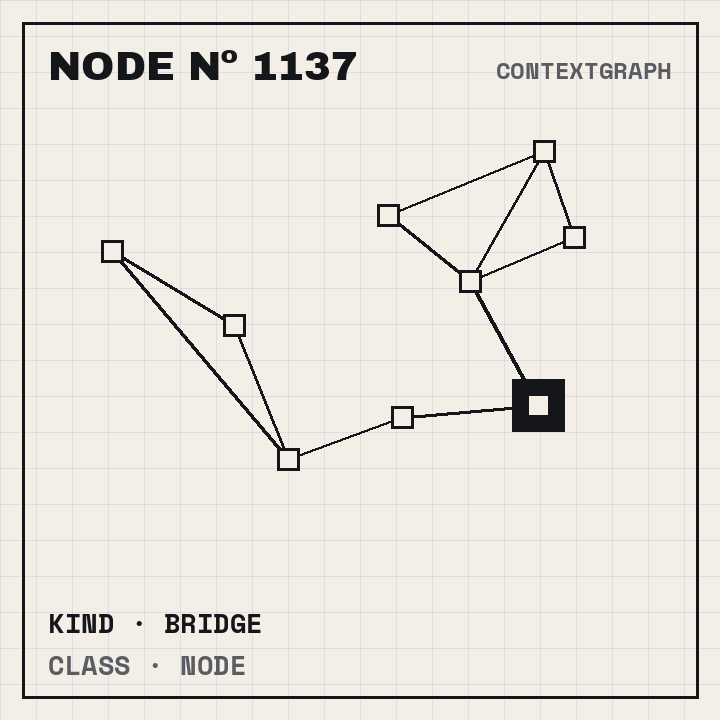 NODE Nº 1137
CONTEXTGRAPH
KIND · BRIDGE
CLASS · NODE